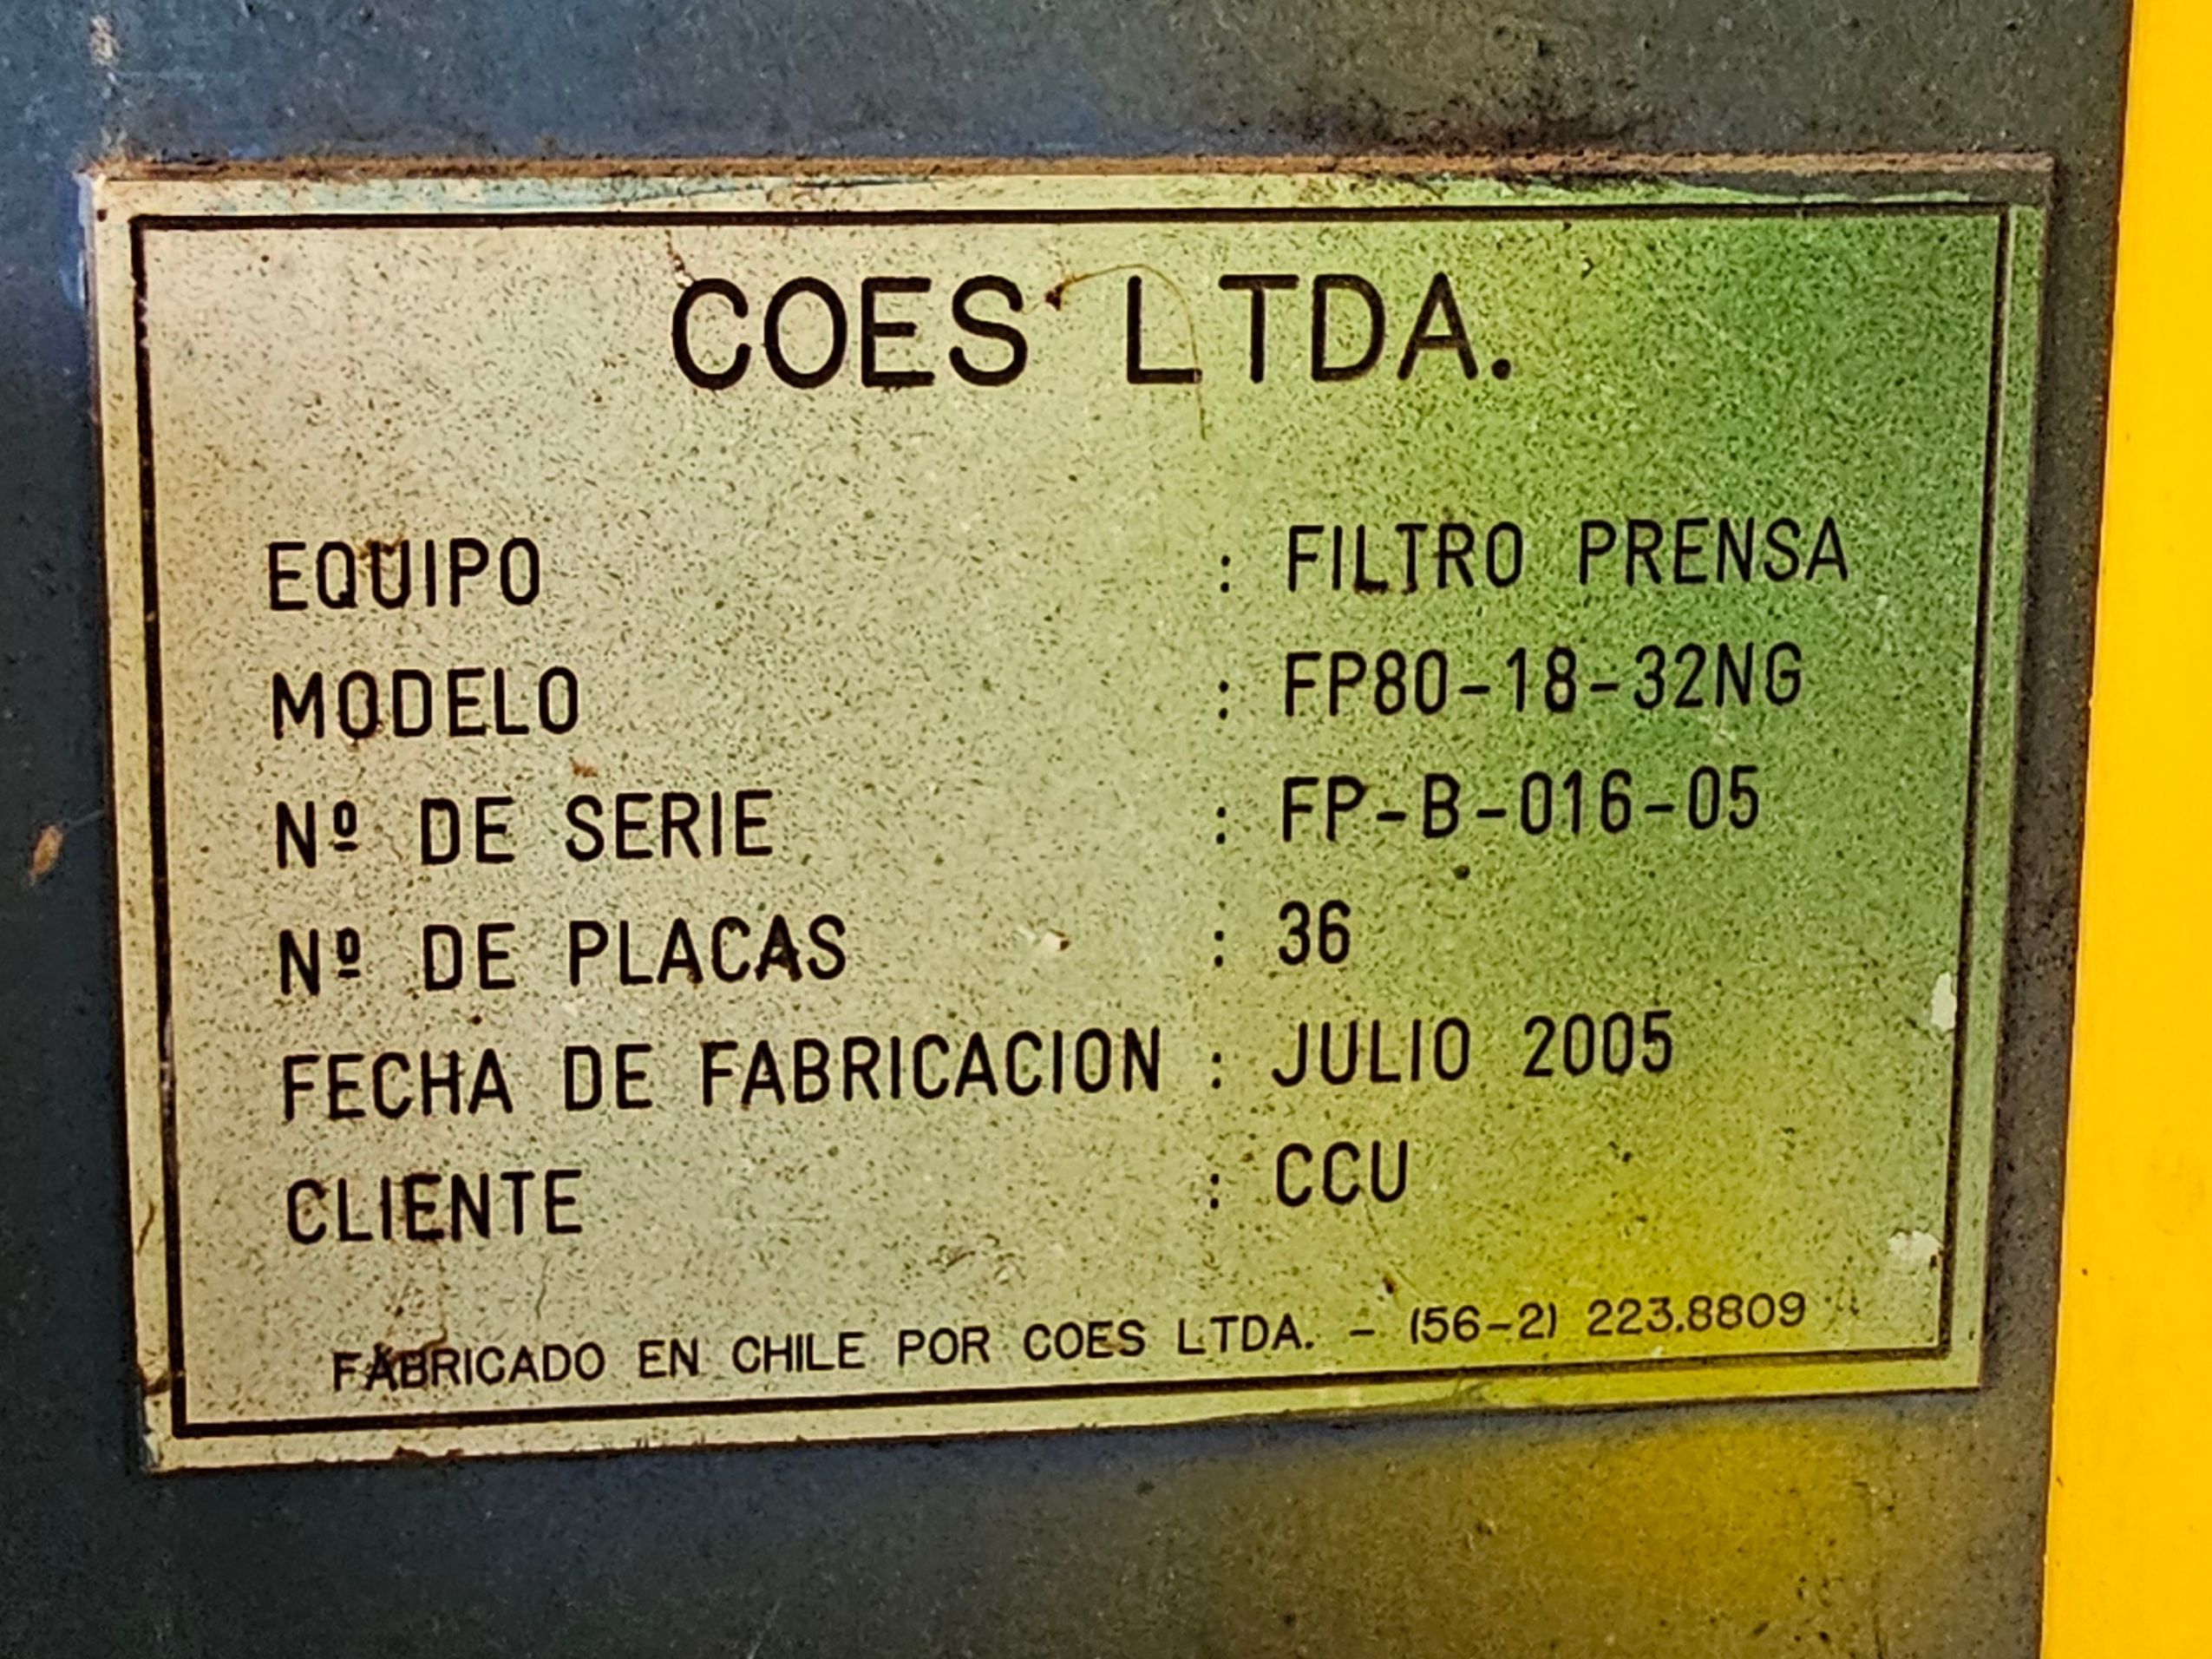 COES LTDA.
EQUIPO : FILTRO PRENSA
MODELO : FP80-18-32NG
Nº DE SERIE : FP-B-016-05
Nº DE PLACAS : 36
FECHA DE FABRICACION : JULIO 2005
CLIENTE : CCU
FABRICADO EN CHILE POR COES LTDA. - (56-2) 223.8809